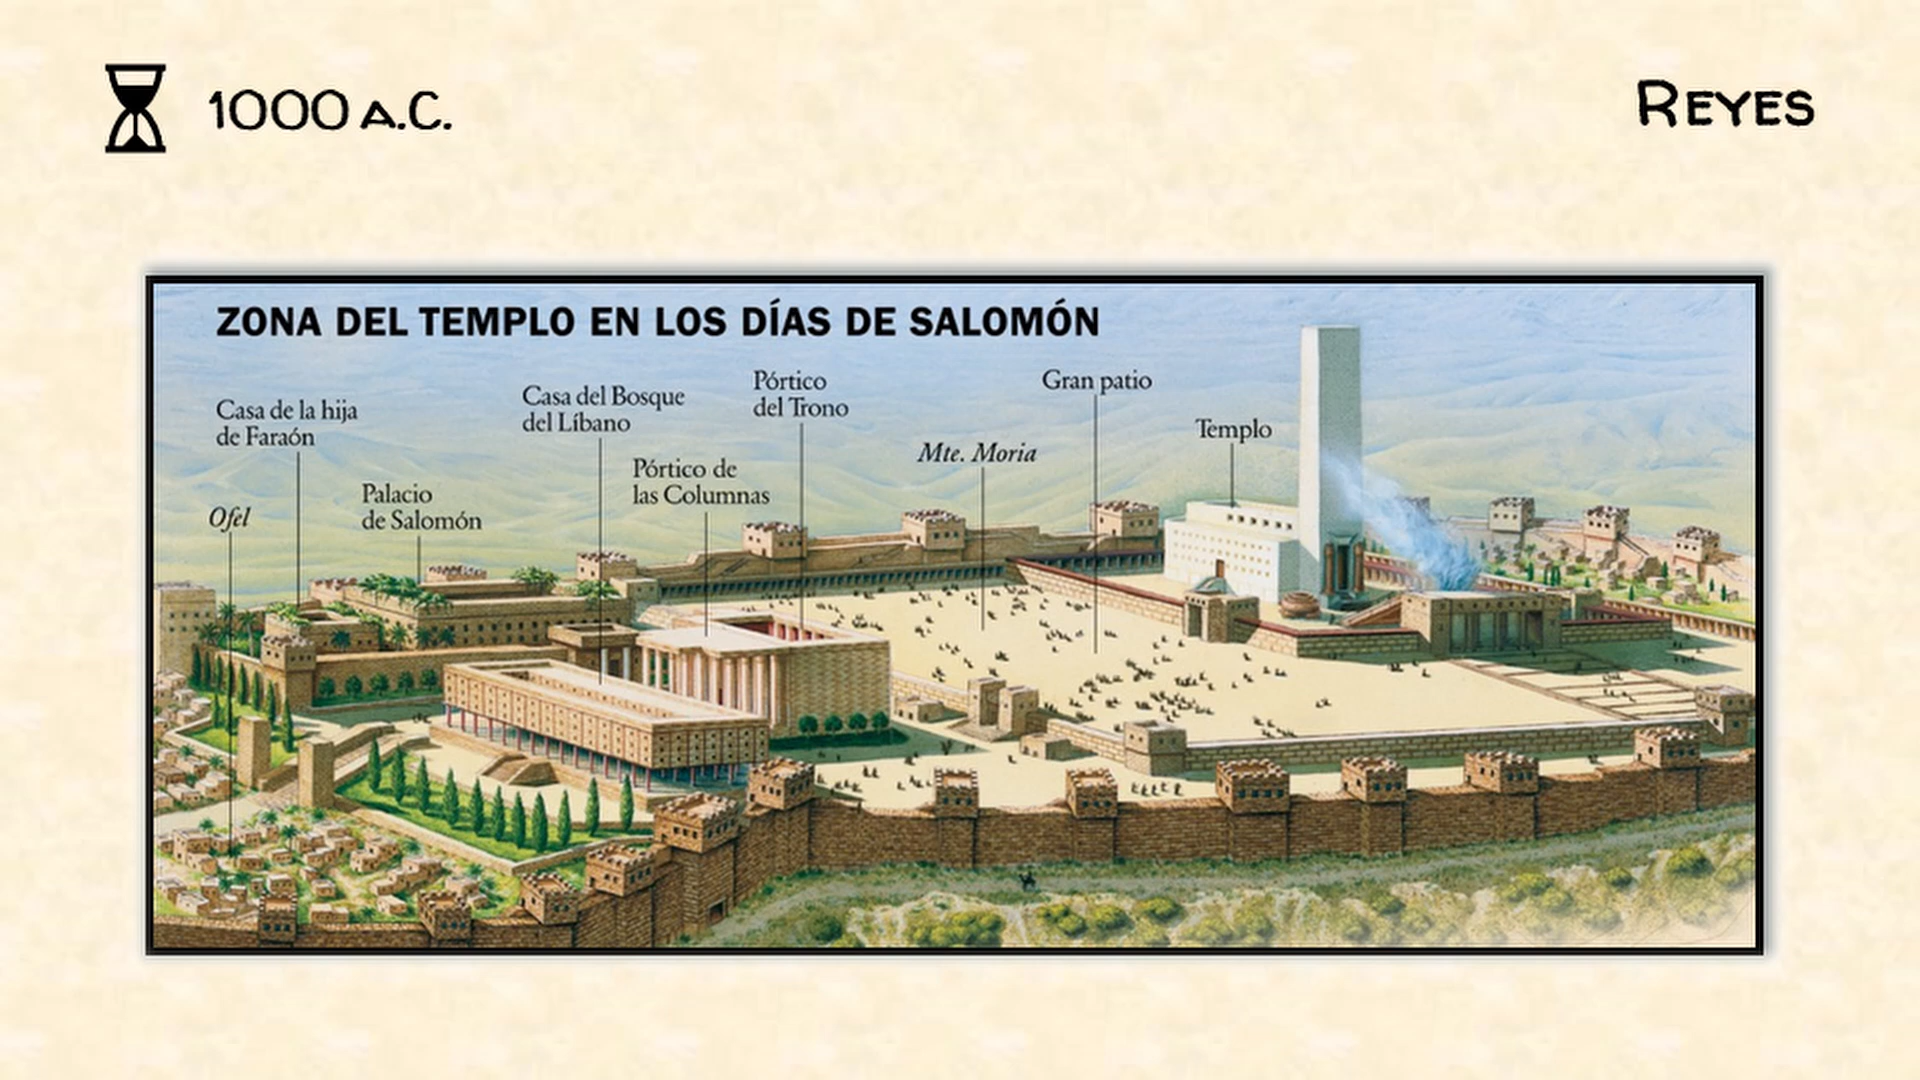 1000 A.C.
REYES
ZONA DEL TEMPLO EN LOS DÍAS DE SALOMÓN
Casa de la hija
de Faraón
Ofel
Palacio
de Salomón
Casa del Bosque
del Líbano
Pórtico de
las Columnas
Pórtico
del Trono
Mte. Moria
Gran patio
Templo